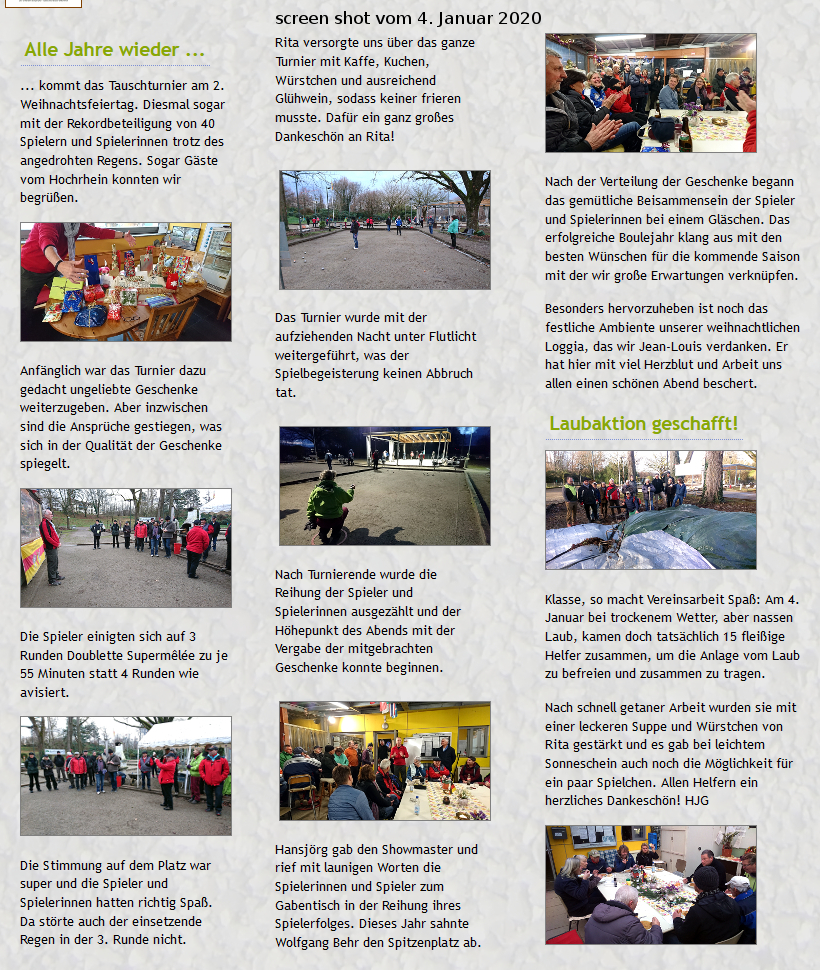 screen shot vom 4. Januar 2020
Alle Jahre wieder ...
... kommt das Tauschturnier am 2.
Weihnachtsfeiertag. Diesmal sogar
mit der Rekordbeteiligung von 40
Spielern und Spielerinnen trotz des
angedrohten Regens. Sogar Gäste
vom Hochrhein konnten wir
begrüßen.
Anfänglich war das Turnier dazu
gedacht ungeliebte Geschenke
weiterzugeben. Aber inzwischen
sind die Ansprüche gestiegen, was
sich in der Qualität der Geschenke
spiegelt.
Die Spieler einigten sich auf 3
Runden Doublette Supermêlée zu je
55 Minuten statt 4 Runden wie
avisiert.
Die Stimmung auf dem Platz war
super und die Spieler und
Spielerinnen hatten richtig Spaß.
Da störte auch der einsetzende
Regen in der 3. Runde nicht.
Rita versorgte uns über das ganze
Turnier mit Kaffe, Kuchen,
Würstchen und ausreichend
Glühwein, sodass keiner frieren
musste. Dafür ein ganz großes
Dankeschön an Rita!
Das Turnier wurde mit der
aufziehenden Nacht unter Flutlicht
weitergeführt, was der
Spielbegeisterung keinen Abbruch
tat.
Nach Turnierende wurde die
Reihung der Spieler und
Spielerinnen ausgezählt und der
Höhepunkt des Abends mit der
Vergabe der mitgebrachten
Geschenke konnte beginnen.
Hansjörg gab den Showmaster und
rief mit launigen Worten die
Spielerinnen und Spieler zum
Gabentisch in der Reihung ihres
Spielerfolges. Dieses Jahr sahnte
Wolfgang Behr den Spitzenplatz ab.
Nach der Verteilung der Geschenke begann
das gemütliche Beisammensein der Spieler
und Spielerinnen bei einem Gläschen. Das
erfolgreiche Boulejahr klang aus mit den
besten Wünschen für die kommende Saison
mit der wir große Erwartungen verknüpfen.
Besonders hervorzuheben ist noch das
festliche Ambiente unserer weihnachtlichen
Loggia, das wir Jean-Louis verdanken. Er
hat hier mit viel Herzblut und Arbeit uns
allen einen schönen Abend beschert.
Laubaktion geschafft!
Klasse, so macht Vereinsarbeit Spaß: Am 4.
Januar bei trockenem Wetter, aber nassen
Laub, kamen doch tatsächlich 15 fleißige
Helfer zusammen, um die Anlage vom Laub
zu befreien und zusammen zu tragen.
Nach schnell getaner Arbeit wurden sie mit
einer leckeren Suppe und Würstchen von
Rita gestärkt und es gab bei leichtem
Sonneschein auch noch die Möglichkeit für
ein paar Spielchen. Allen Helfern ein
herzliches Dankeschön! HJG